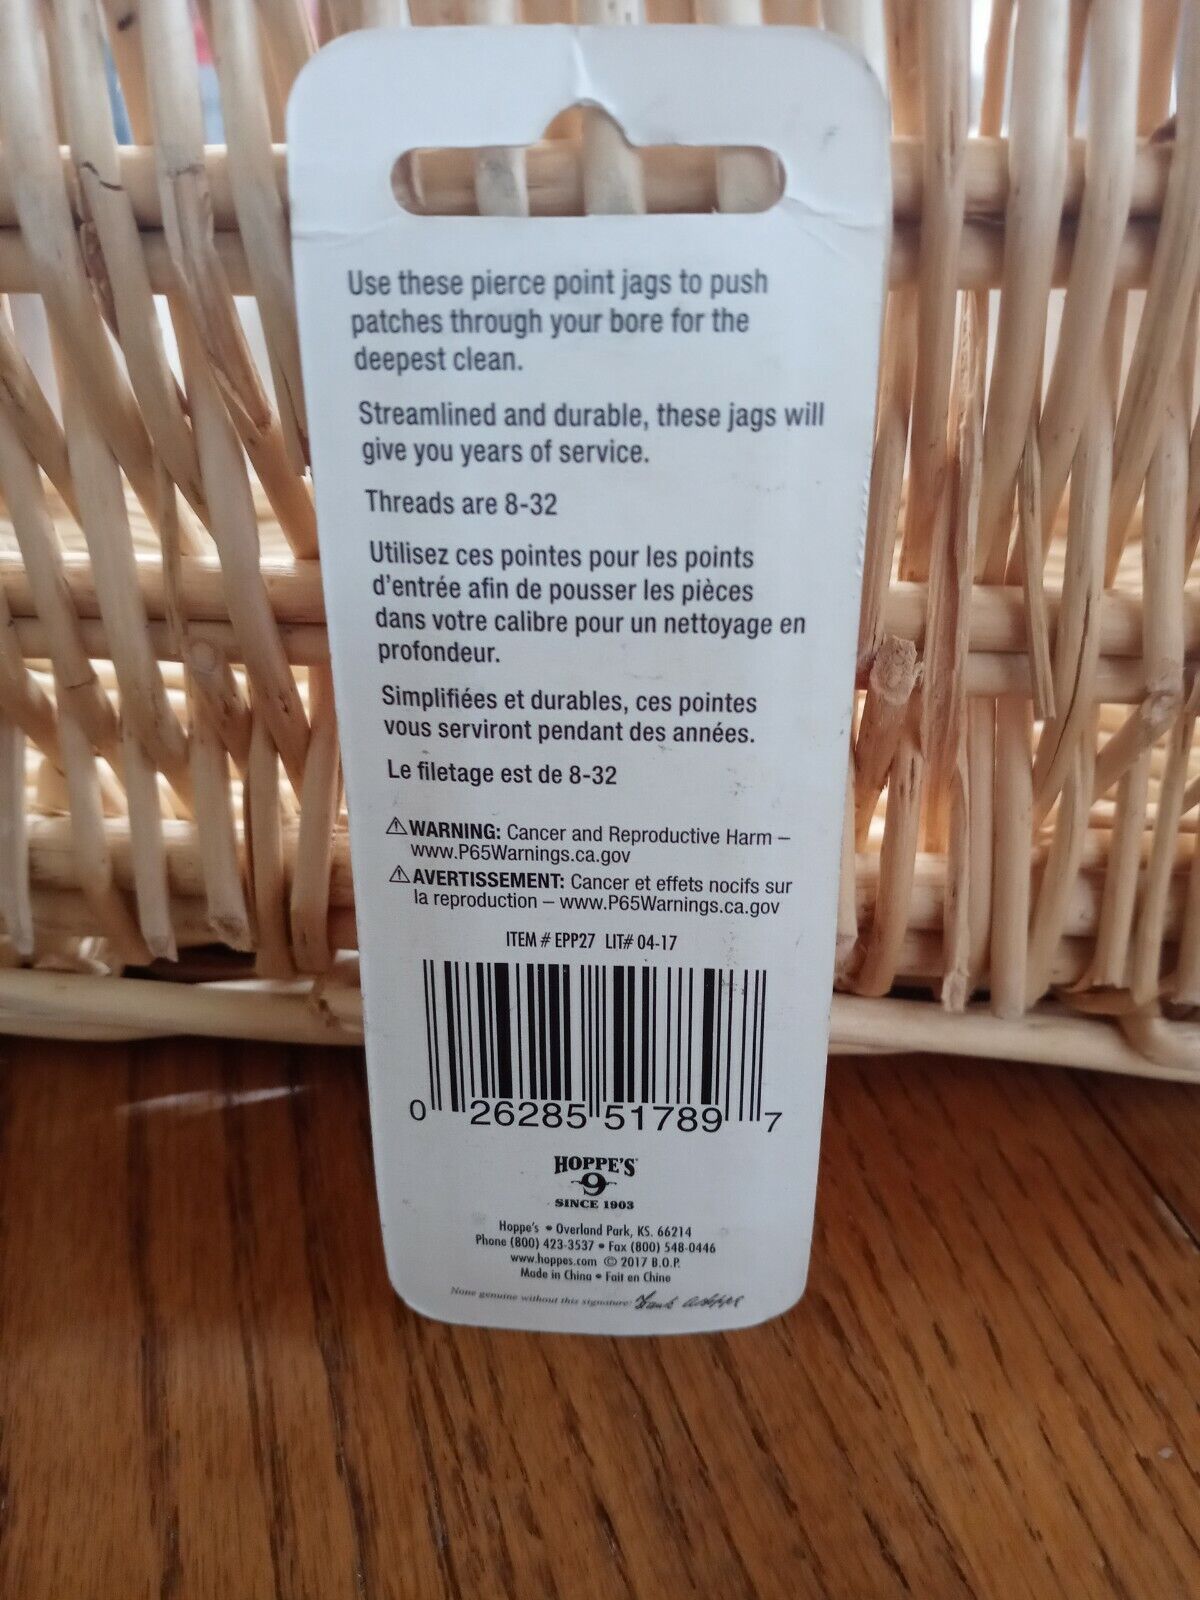 Use these pierce point jags to push
patches through your bore for the
deepest clean.
Streamlined and durable, these jags will
give you years of service.
Threads are 8-32
Utilisez ces pointes pour les points
d'entrée afin de pousser les pièces
dans votre calibre pour un nettoyage en
profondeur.
Simplifiées et durables, ces pointes
vous serviront pendant des années.
Le filetage est de 8-32
⚠WARNING: Cancer and Reproductive Harm –
www.P65Warnings.ca.gov
⚠AVERTISSEMENT: Cancer et effets nocifs sur
la reproduction – www.P65Warnings.ca.gov
ITEM # EPP27 LIT# 04-17
0 26285 51789 7
HOPPE'S
9
SINCE 1903
Hoppe's • Overland Park, KS. 66214
Phone (800) 423-3537 • Fax (800) 548-0446
www.hoppes.com © 2017 B.O.P.
Made in China • Fait en Chine
None genuine without this signature: Frank Hoppe